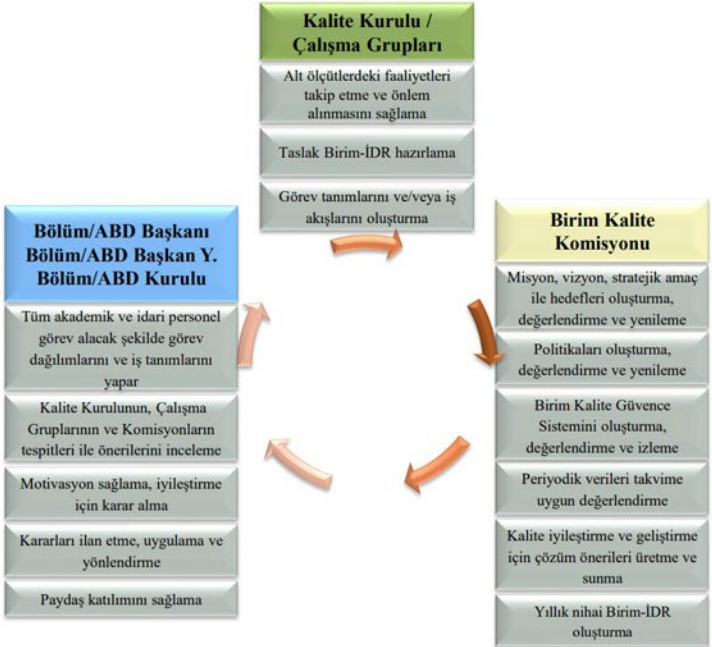 Kalite Kurulu /
Çalışma Grupları
Alt ölçütlerdeki faaliyetleri
takip etme ve önlem
alınmasını sağlama
Taslak Birim-İDR hazırlama
Görev tanımlarını ve/veya iş
akışlarını oluşturma
Birim Kalite
Komisyonu
Misyon, vizyon, stratejik amaç
ile hedefleri oluşturma,
değerlendirme ve yenileme
Politikaları oluşturma,
değerlendirme ve yenileme
Birim Kalite Güvence
Sistemini oluşturma,
değerlendirme ve izleme
Periyodik verileri takvime
uygun değerlendirme
Kalite iyileştirme ve geliştirme
için çözüm önerileri üretme ve
sunma
Yıllık nihai Birim-İDR
oluşturma
Bölüm/ABD Başkanı
Bölüm/ABD Başkan Y.
Bölüm/ABD Kurulu
Tüm akademik ve idari personel
görev alacak şekilde görev
dağılımlarını ve iş tanımlarını
yapar
Kalite Kurulunun, Çalışma
Gruplarının ve Komisyonların
tespitleri ile önerilerini inceleme
Motivasyon sağlama, iyileştirme
için karar alma
Kararları ilan etme, uygulama ve
yönlendirme
Paydaş katılımını sağlama